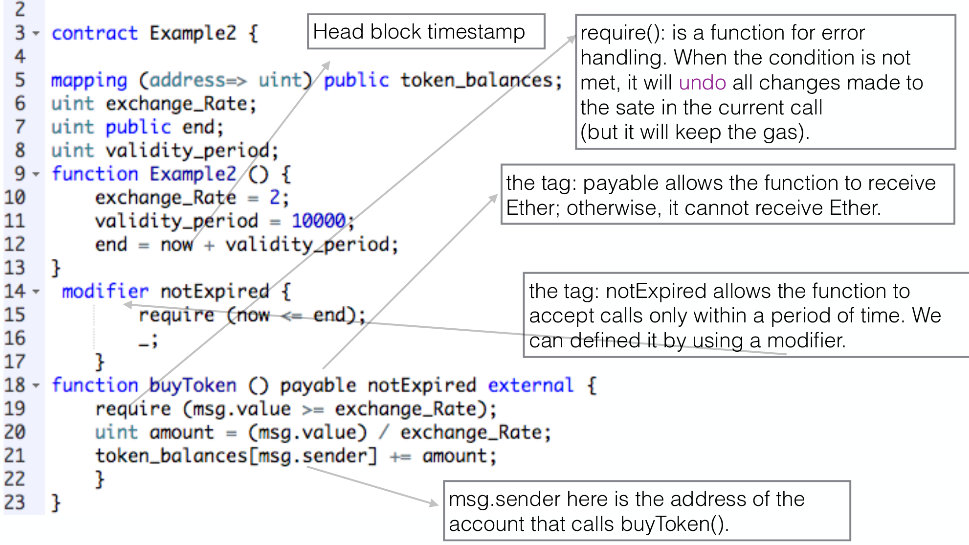 2
3 contract Example2 {
Head block timestamp
require(): is a function for error
handling. When the condition is not
met, it will undo all changes made to
the sate in the current call
(but it will keep the gas).
4
5 mapping (address=> uint) public token_balances;
6 uint exchange_Rate;
7 uint public end;
8 uint validity_period;
9 function Example2 () {
10 exchange_Rate = 2;
11 validity_period = 10000;
12 end = now + validity_period;
13 }
the tag: payable allows the function to receive
Ether; otherwise, it cannot receive Ether.
14 modifier notExpired {
15 require (now <= end);
16 _;
17 }
the tag: notExpired allows the function to
accept calls only within a period of time. We
can defined it by using a modifier.
18 function buyToken () payable notExpired external {
19 require (msg.value >= exchange_Rate);
20 uint amount = (msg.value) / exchange_Rate;
21 token_balances[msg.sender] += amount;
22 }
23 }
msg.sender here is the address of the
account that calls buyToken().